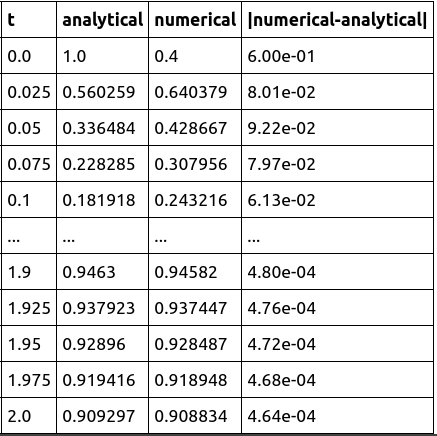 t analytical numerical |numerical-analytical|
0.0 1.0 0.4 6.00e-01
0.025 0.560259 0.640379 8.01e-02
0.05 0.336484 0.428667 9.22e-02
0.075 0.228285 0.307956 7.97e-02
0.1 0.181918 0.243216 6.13e-02
... ... ... ...
1.9 0.9463 0.94582 4.80e-04
1.925 0.937923 0.937447 4.76e-04
1.95 0.92896 0.928487 4.72e-04
1.975 0.919416 0.918948 4.68e-04
2.0 0.909297 0.908834 4.64e-04